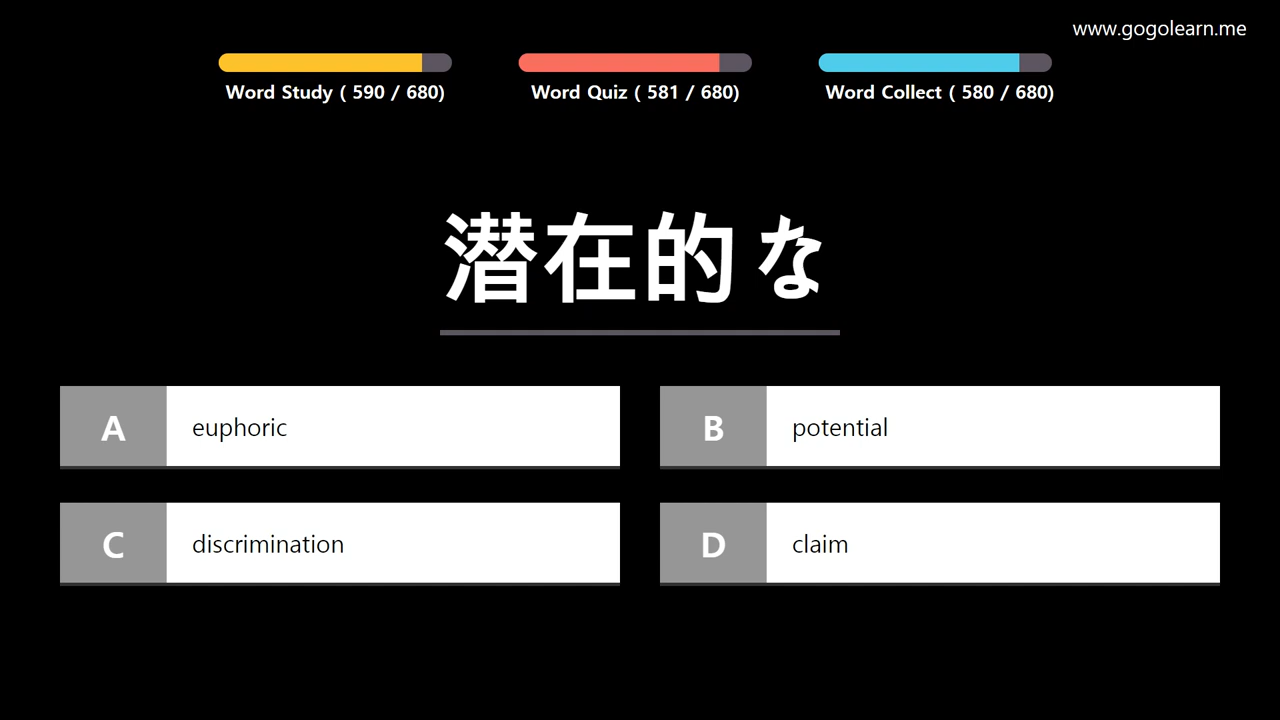 www.gogolearn.me
Word Study ( 590 / 680)
Word Quiz ( 581 / 680)
Word Collect ( 580 / 680)
潜在的な
A euphoric
B potential
C discrimination
D claim